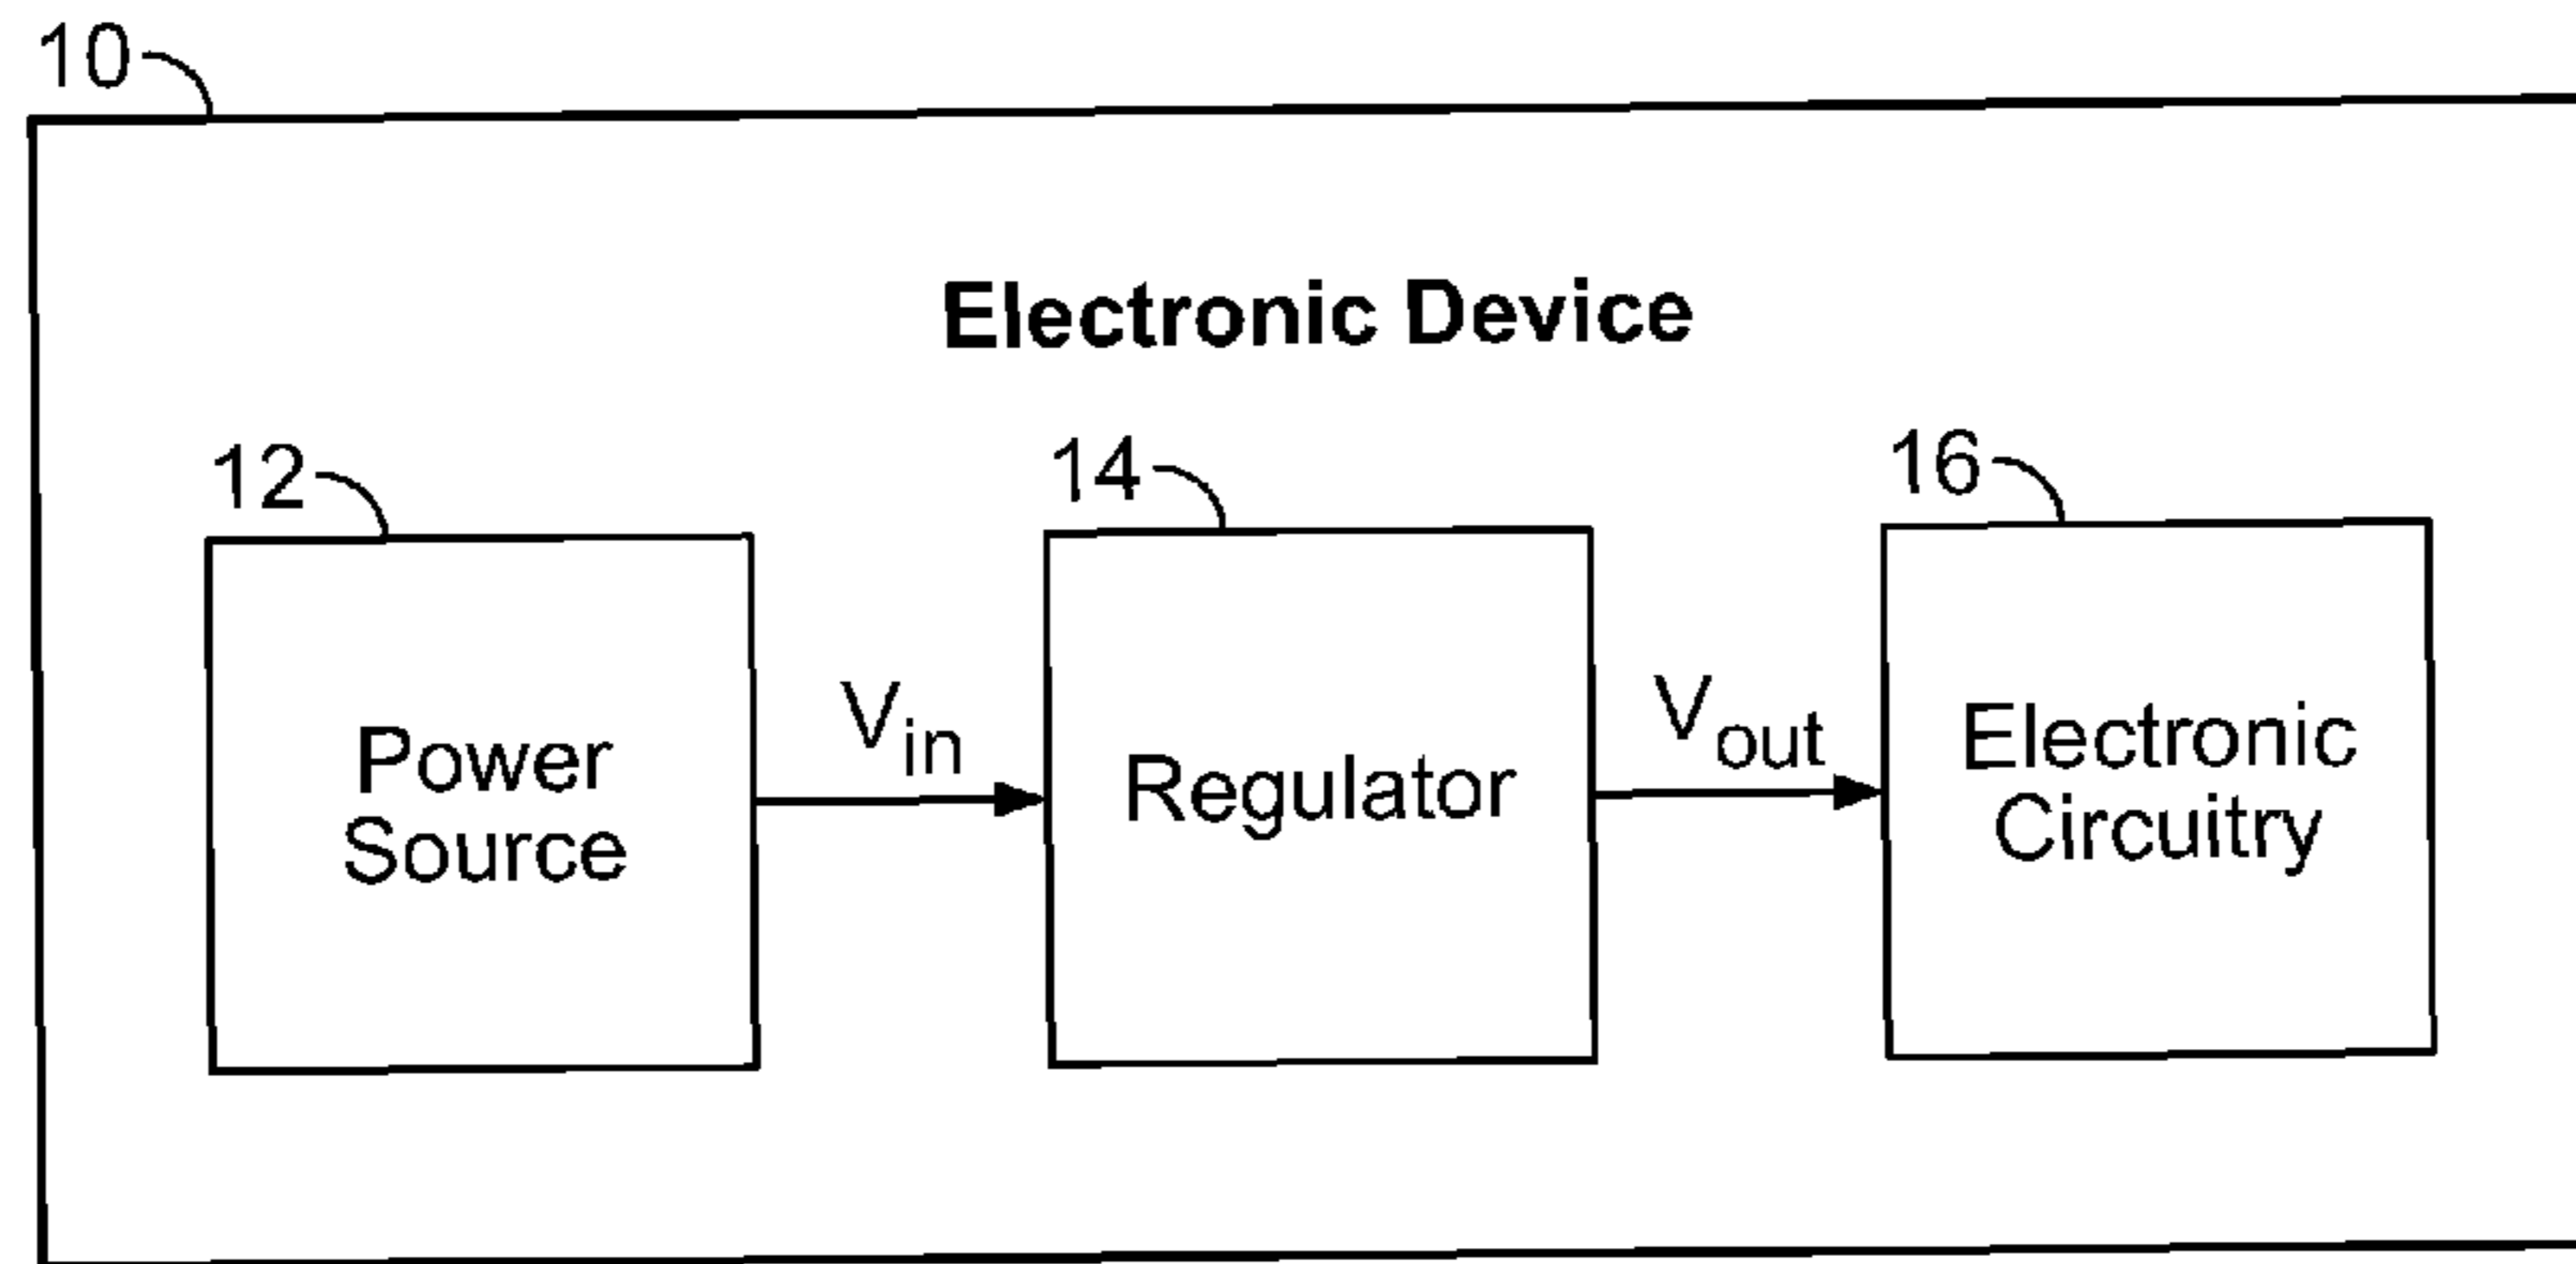 10
Electronic Device
12
14
16
Power
Source
Vin
Regulator
Vout
Electronic
Circuitry